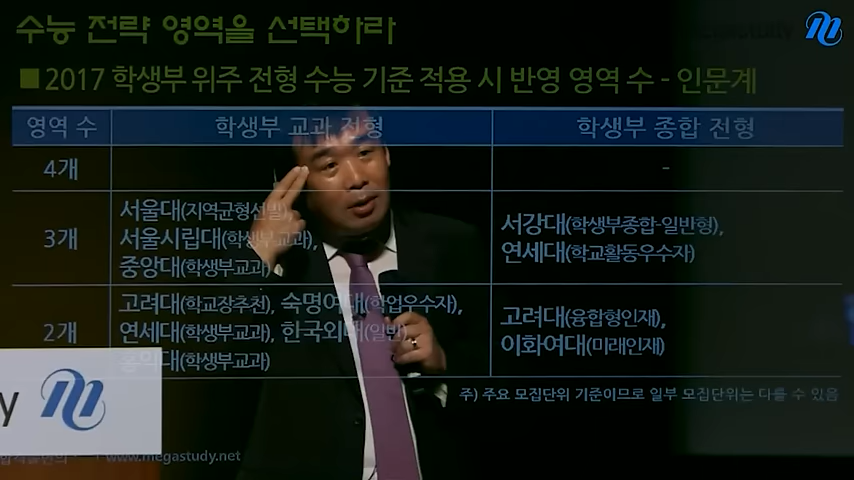 수능 전략 영역을 선택하라
2017 학생부 위주 전형 수능 기준 적용 시 반영 영역 수 - 인문계
영역 수 학생부 교과 전형 학생부 종합 전형
4개 -
3개 서울대(지역균형선발) 서강대(학생부종합-일반형),
서울시립대(학생부교과), 연세대(학교활동우수자)
중앙대(학생부교과)
2개 고려대(학교장추천), 숙명여대(학업우수자), 고려대(융합형인재),
연세대(학생부교과), 한국외대(일반) 이화여대(미래인재)
홍익대(학생부교과)
주) 주요 모집단위 기준이므로 일부 모집단위는 다를 수 있음
y
www.megastudy.net